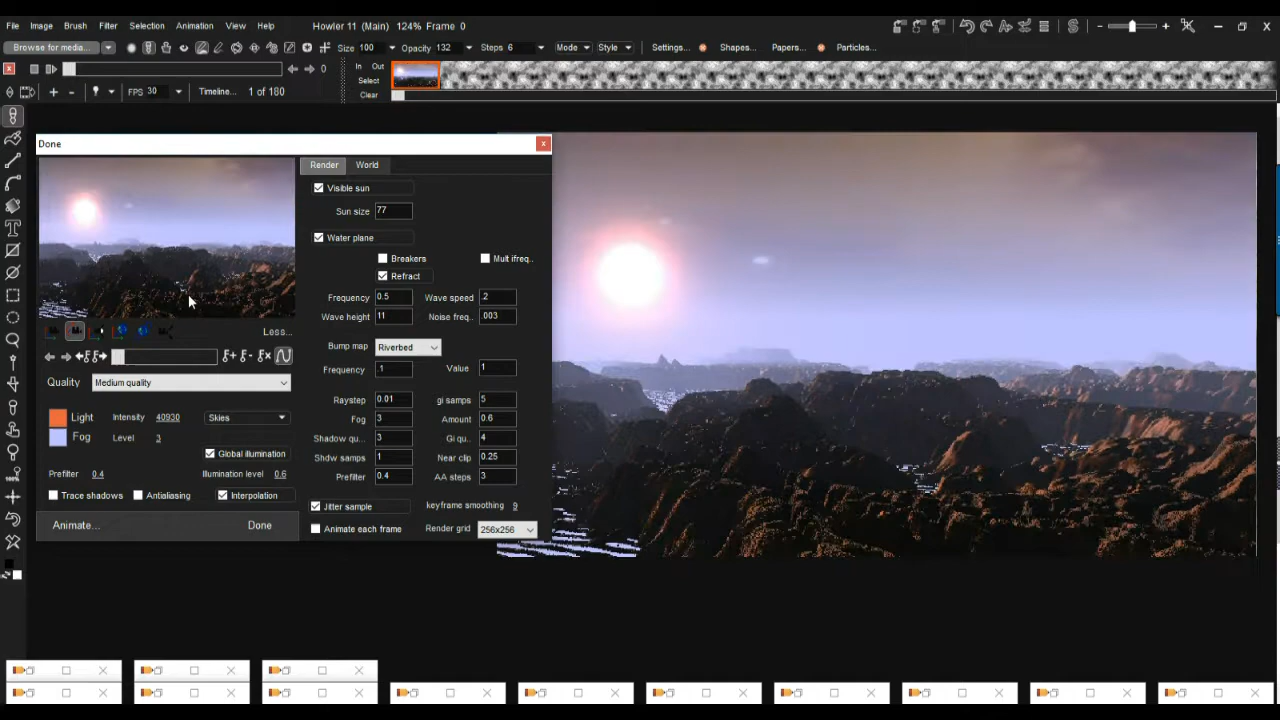 File Image Brush Filter Selection Animation View Help Howler 11 (Main) 124% Frame 0
Browse for media... Size 100 Opacity 132 Steps 6 Mode Style Settings... Shapes... Papers... Particles...
0 In Out
Select
FPS 30 Timeline... 1 of 180 Clear
Done
Render World
Visible sun
Sun size 77
Water plane
Breakers Mult ifreq..
Refract
Frequency 0.5 Wave speed .2
Wave height 11 Noise freq.. .003
Less...
Bump map Riverbed
Frequency .1 Value 1
Quality Medium quality
Raystep 0.01 gi samps 5
Light Intensity 40930 Skies
Fog 3 Amount 0.6
Fog Level 3
Shadow qu... 3 Gi qu.. 4
Global illumination
Shdw samps 1 Near clip 0.25
Prefilter 0.4 Illumination level 0.6
Prefilter 0.4 AA steps 3
Trace shadows Antialiasing Interpolation
Jitter sample keyframe smoothing 9
Animate... Done
Animate each frame Render grid 256x256